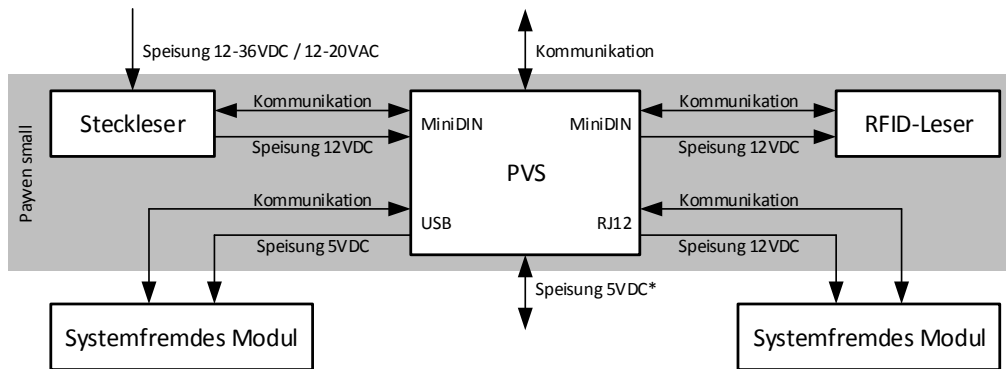 Speisung 12-36VDC / 12-20VAC
Kommunikation
Payven small
Steckleser
Kommunikation
Speisung 12VDC
MiniDIN
MiniDIN
PVS
Kommunikation
Speisung 12VDC
RFID-Leser
Kommunikation
Speisung 5VDC
USB
RJ12
Kommunikation
Speisung 12VDC
Speisung 5VDC*
Systemfremdes Modul
Systemfremdes Modul